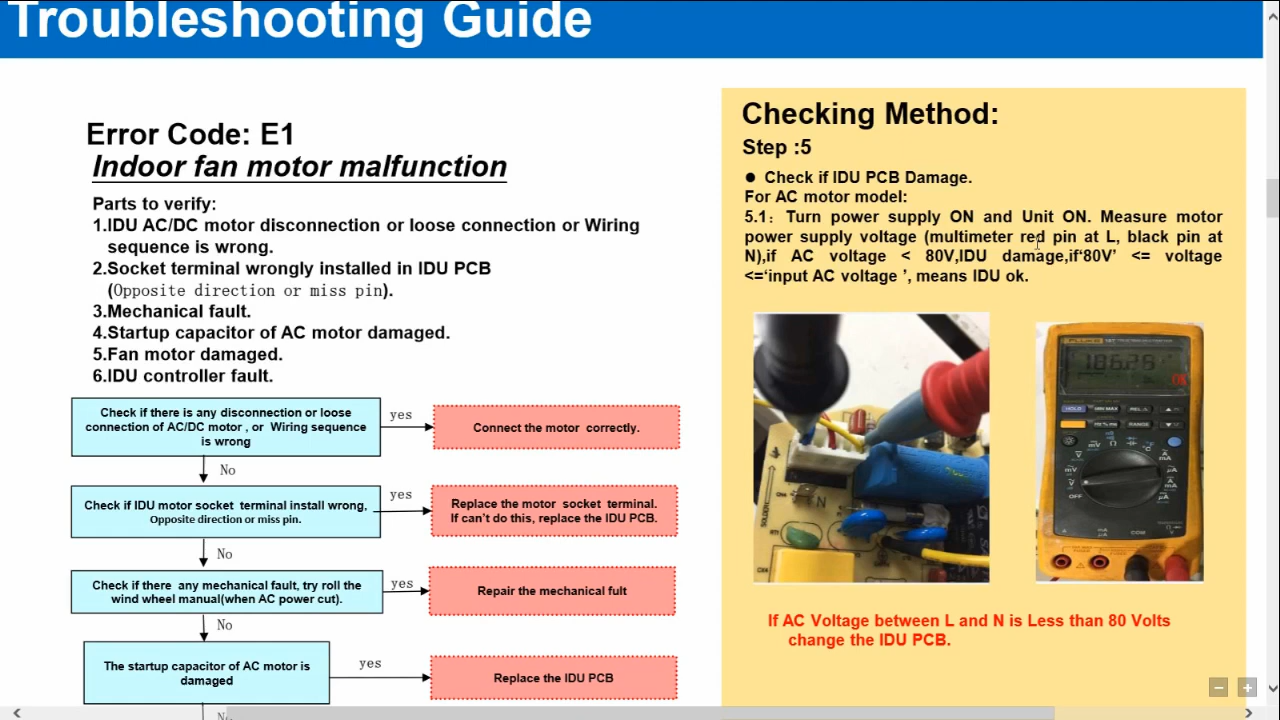 Troubleshooting Guide
Error Code: E1
Indoor fan motor malfunction
Parts to verify:
1.IDU AC/DC motor disconnection or loose connection or Wiring
sequence is wrong.
2.Socket terminal wrongly installed in IDU PCB
(Opposite direction or miss pin).
3.Mechanical fault.
4.Startup capacitor of AC motor damaged.
5.Fan motor damaged.
6.IDU controller fault.
Check if there is any disconnection or loose
connection of AC/DC motor , or Wiring sequence
is wrong
yes
Connect the motor correctly.
No
Check if IDU motor socket terminal install wrong,
Opposite direction or miss pin.
yes
Replace the motor socket terminal.
If can't do this, replace the IDU PCB.
No
Check if there any mechanical fault, try roll the
wind wheel manual(when AC power cut).
yes
Repair the mechanical fult
No
The startup capacitor of AC motor is
damaged
yes
Replace the IDU PCB
No
Checking Method:
Step :5
● Check if IDU PCB Damage.
For AC motor model:
5.1: Turn power supply ON and Unit ON. Measure motor
power supply voltage (multimeter red pin at L, black pin at
N),if AC voltage < 80V,IDU damage,if‘80V’ <= voltage
<=‘input AC voltage ’, means IDU ok.
N
FLUKE
186.26
HOLD
MIN MAX
RANGE
OFF
COM
If AC Voltage between L and N is Less than 80 Volts
change the IDU PCB.